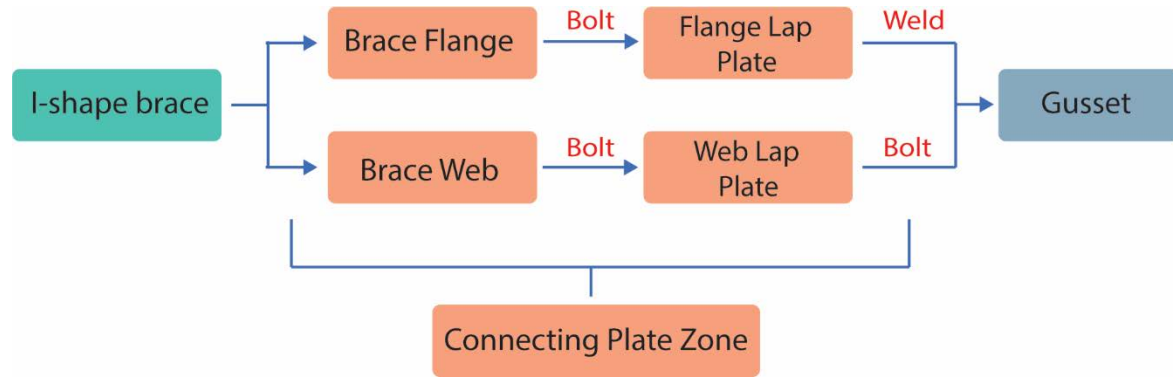 I-shape brace
Brace Flange
Bolt
Flange Lap
Plate
Weld
Gusset
Brace Web
Bolt
Web Lap
Plate
Bolt
Connecting Plate Zone